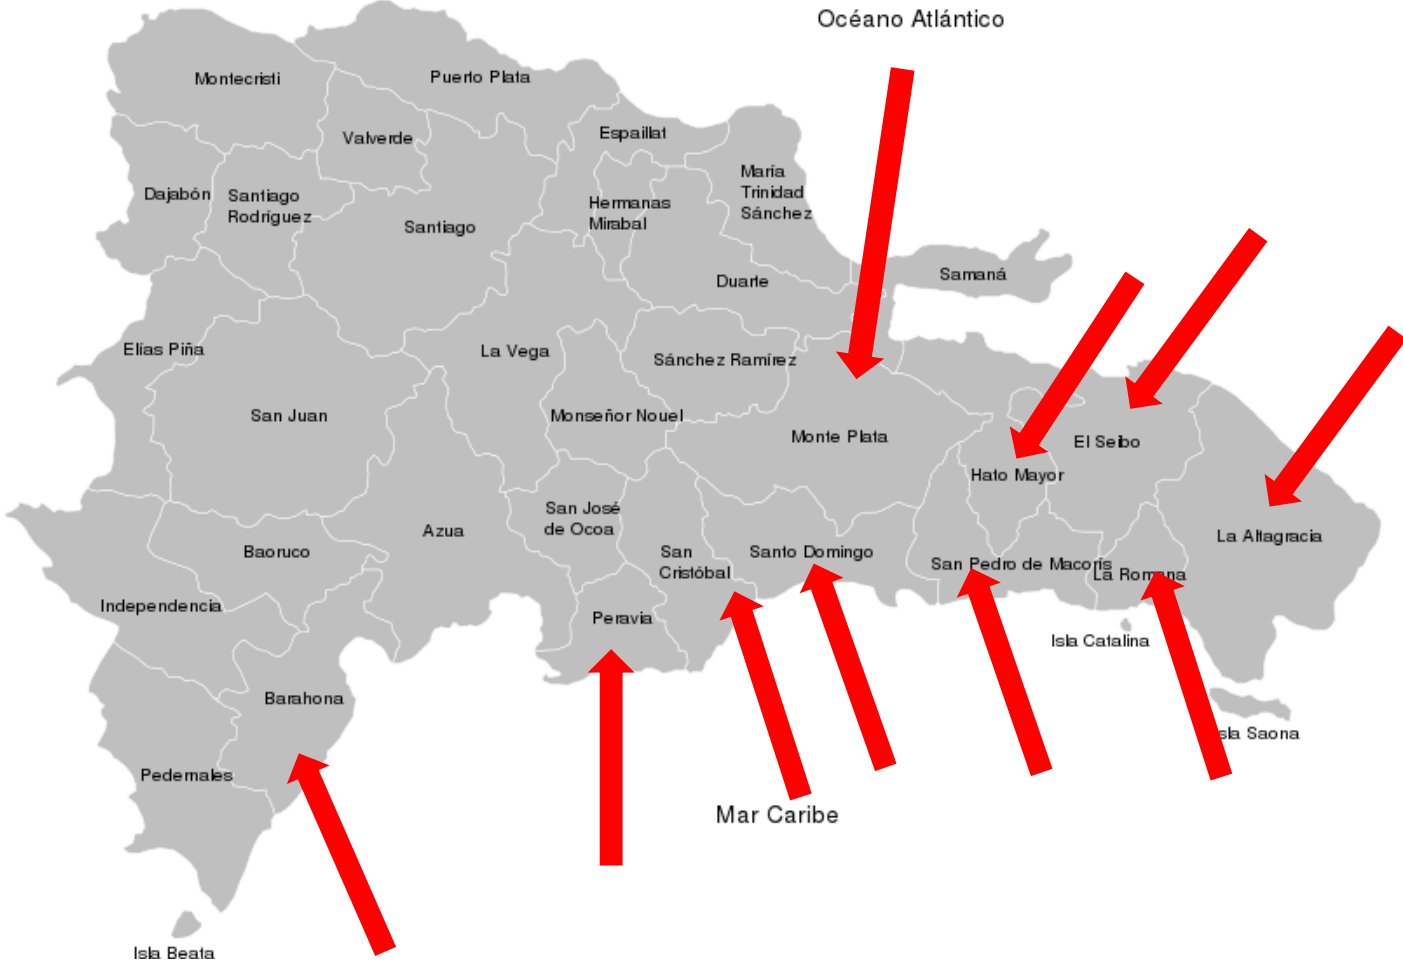 Océano Atlántico
Montecristi
Puerto Plata
Valverde
Espaillat
María
Trinidad
Sánchez
Dajabón
Santiago
Rodríguez
Hermanas
Mirabal
Santiago
Samaná
Duarte
Elías Piña
La Vega
Sánchez Ramírez
San Juan
Monseñor Nouel
Monte Plata
El Seibo
Hato Mayor
San José
de Ocoa
Azua
La Altagracia
Baoruco
San
Cristóbal
Santo Domingo
San Pedro de Macorís
La Romana
Independencia
Peravia
Isla Catalina
Barahona
sla Saona
Pedernales
Mar Caribe
Isla Beata